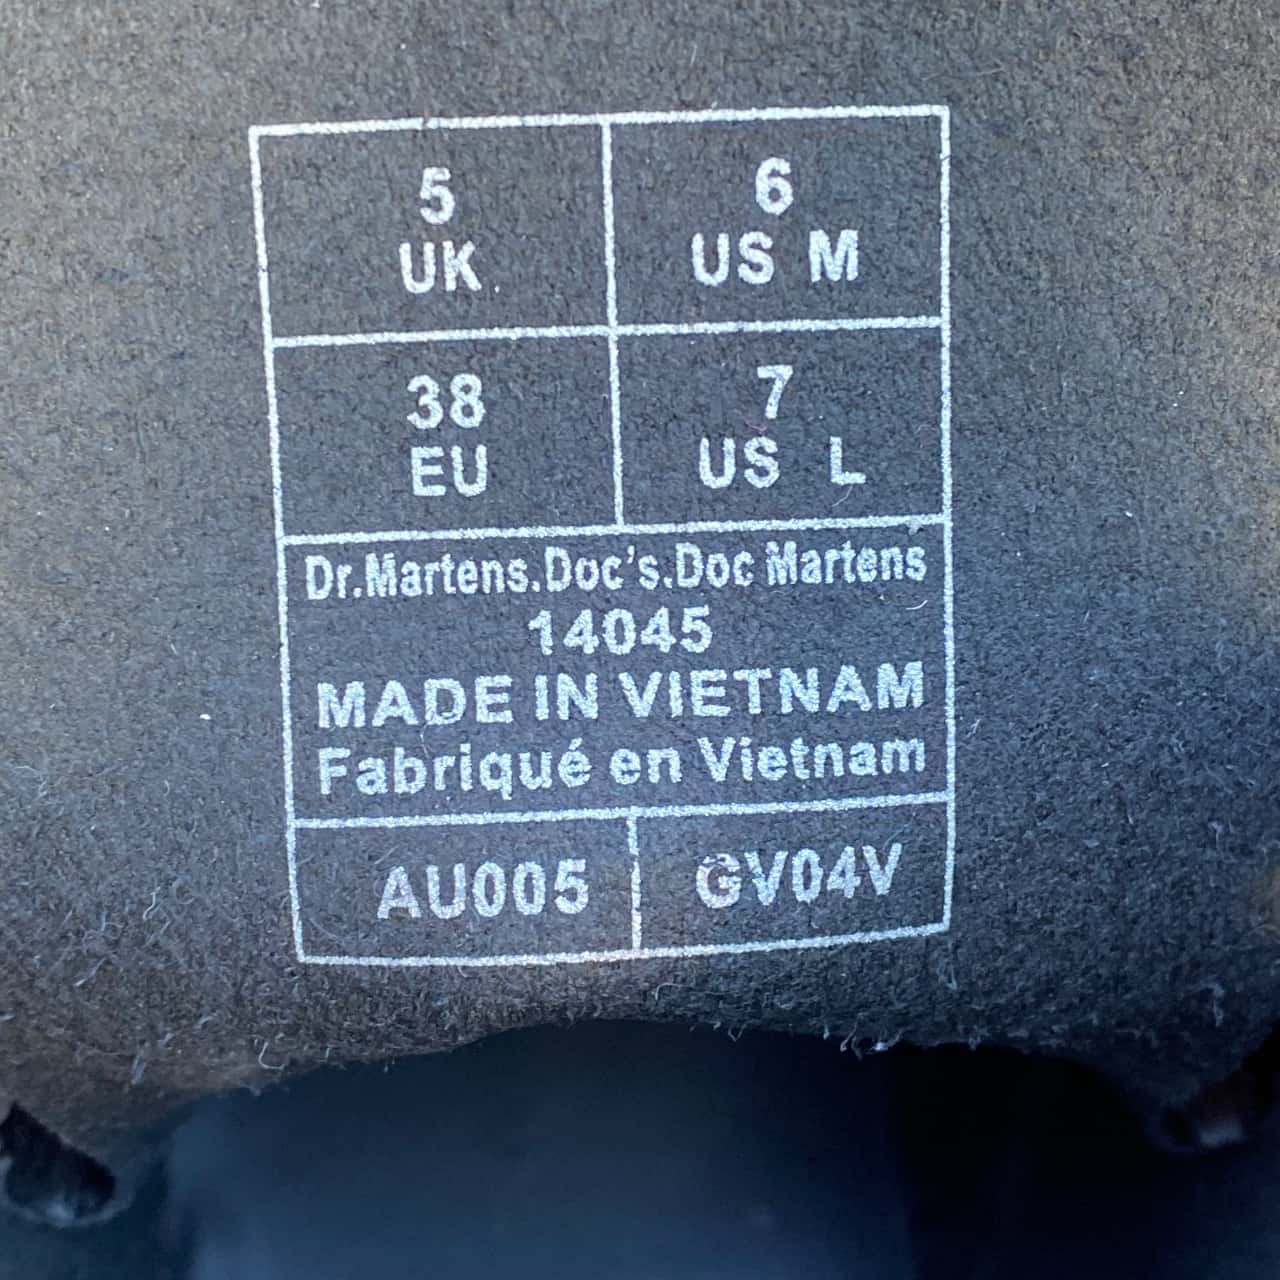 5
UK
6
US M
38
EU
7
US L
Dr.Martens.Doc's.Doc Martens
14045
MADE IN VIETNAM
Fabriqué en Vietnam
AU005
GV04V